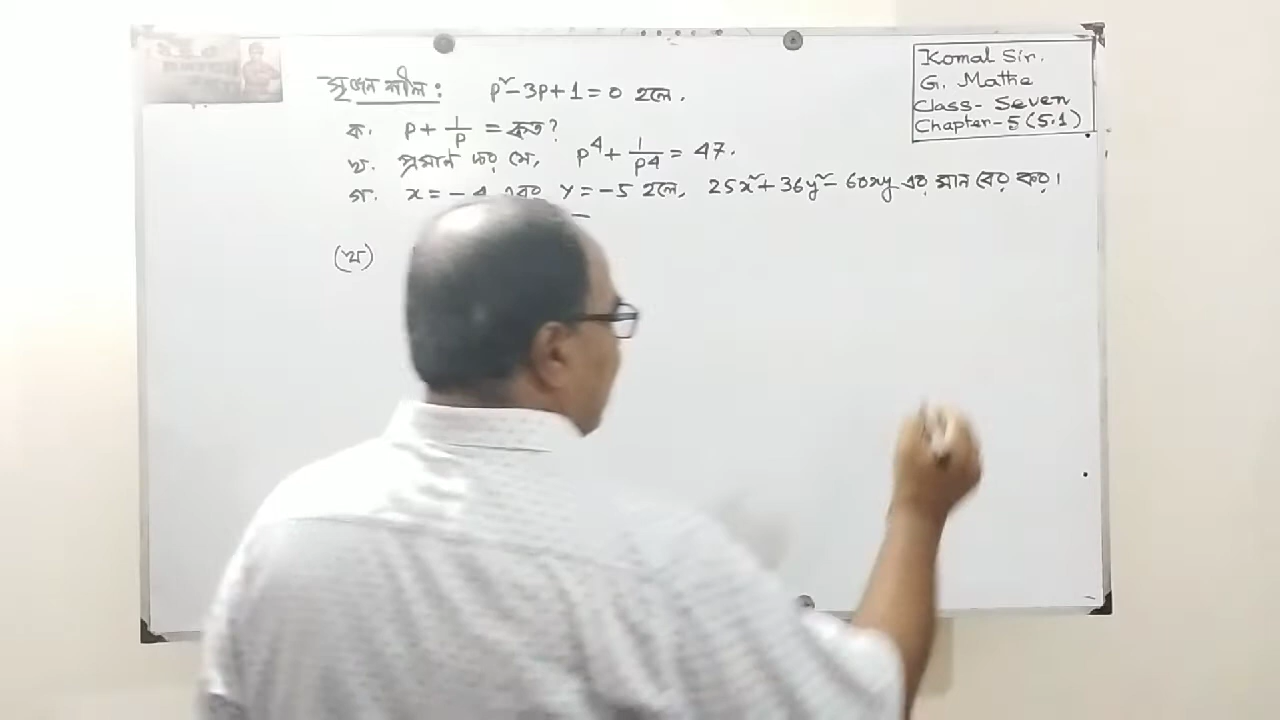 সৃজনশীল : p²-3p+1=0 হলে,
ক. p+1/p = কত?
খ. প্রমাণ কর যে, p⁴+1/p4 = 47.
গ. x=-4 এবং y=-5 হলে, 25x²+36y²-60xy এর মান বের কর।
(খ)
Komal Sir.
G. Mathe
Class- Seven
Chapter-5 (5.1)